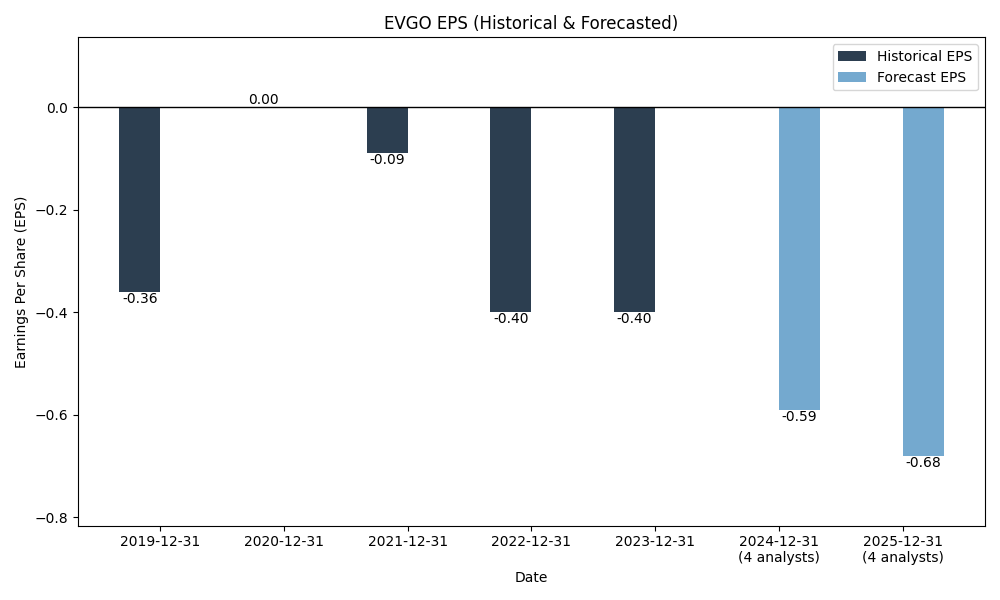 EVGO EPS (Historical & Forecasted)
Historical EPS
Forecast EPS
Earnings Per Share (EPS)
0.0
−0.2
−0.4
−0.6
−0.8
-0.36
0.00
-0.09
-0.40
-0.40
-0.59
-0.68
2019-12-31
2020-12-31
2021-12-31
2022-12-31
2023-12-31
2024-12-31
(4 analysts)
2025-12-31
(4 analysts)
Date